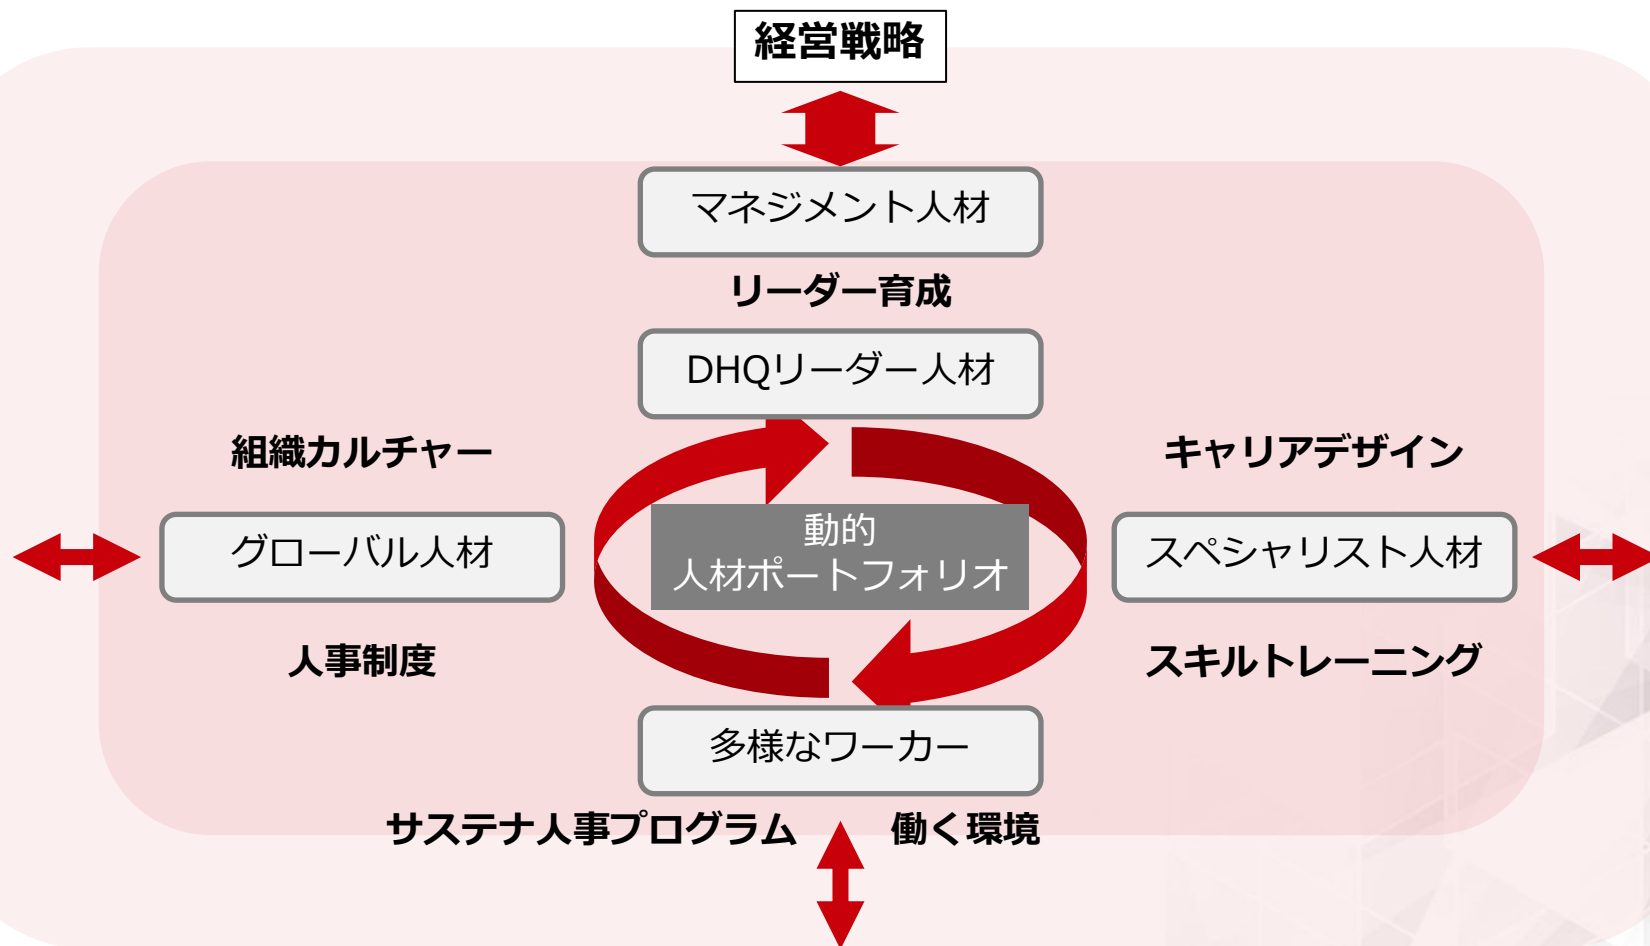 経営戦略
マネジメント人材
リーダー育成
DHQリーダー人材
組織カルチャー
キャリアデザイン
グローバル人材
動的
人材ポートフォリオ
スペシャリスト人材
人事制度
スキルトレーニング
多様なワーカー
サステナ人事プログラム
働く環境